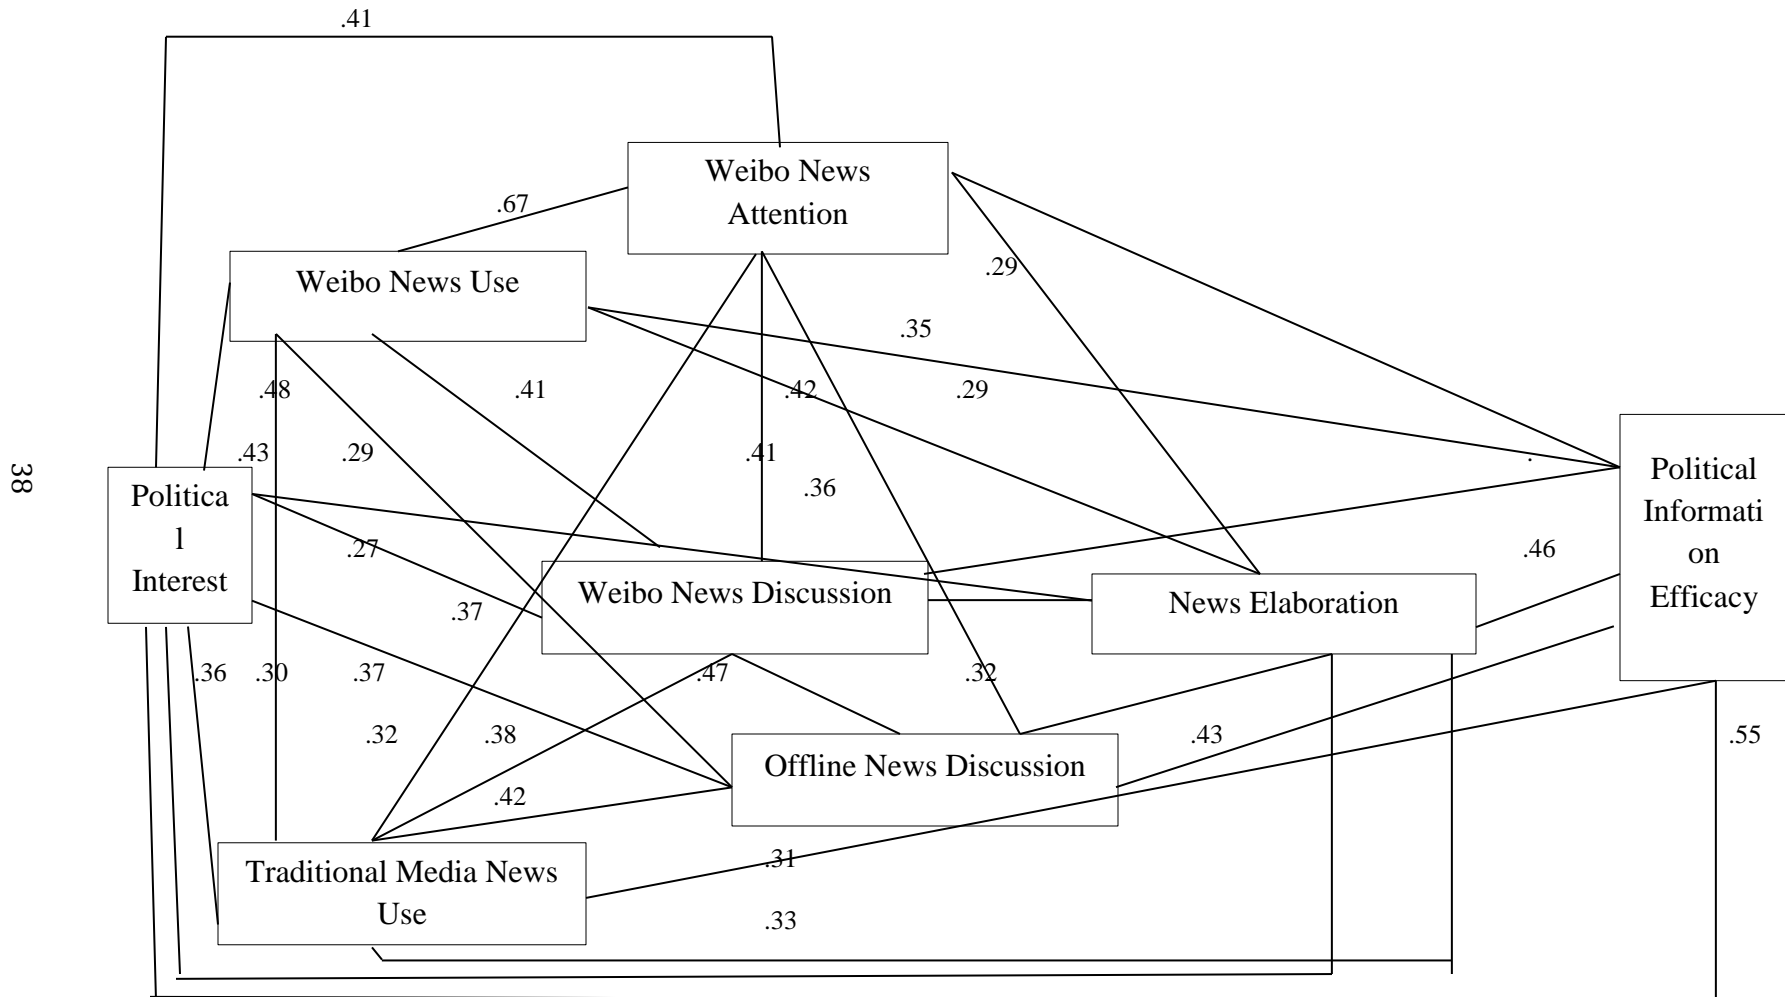 .41
Weibo News
Attention
.67
.29
Weibo News Use
.35
.48
.41
.42
.29
.43
.29
.41
.
.36
38
Politica
l
Interest
Political
Informati
on
Efficacy
.27
.46
Weibo News Discussion
News Elaboration
.37
.36
.30
.37
.47
.32
.32
.38
.43
.55
Offline News Discussion
.42
.31
Traditional Media News
Use
.33